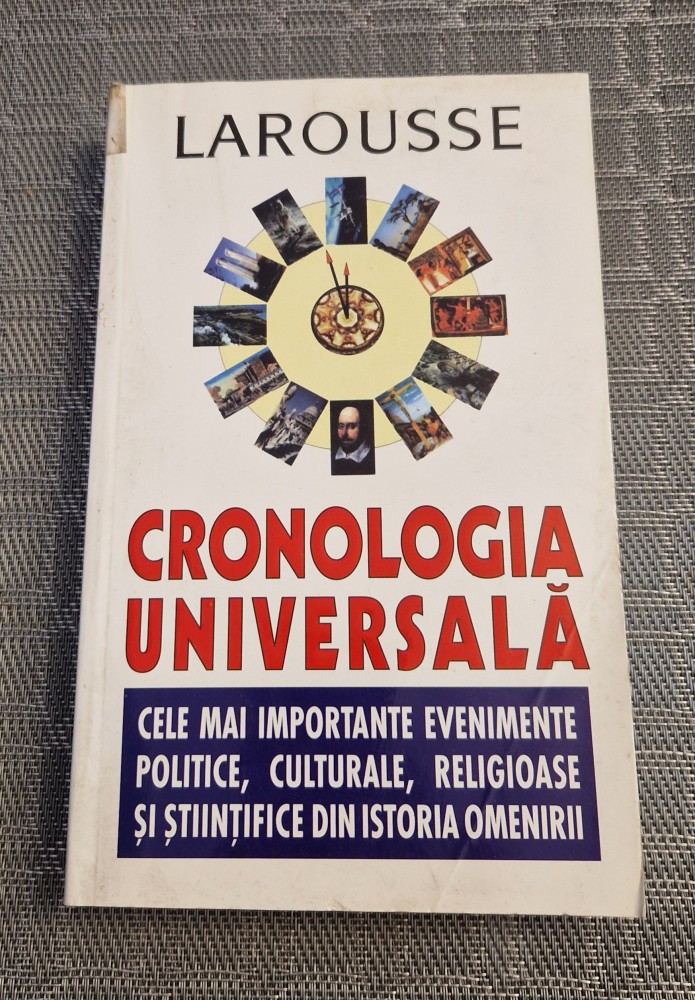 LAROUSSE
CRONOLOGIA
UNIVERSALĂ
CELE MAI IMPORTANTE EVENIMENTE
POLITICE, CULTURALE, RELIGIOASE
ȘI ȘTIINȚIFICE DIN ISTORIA OMENIRII